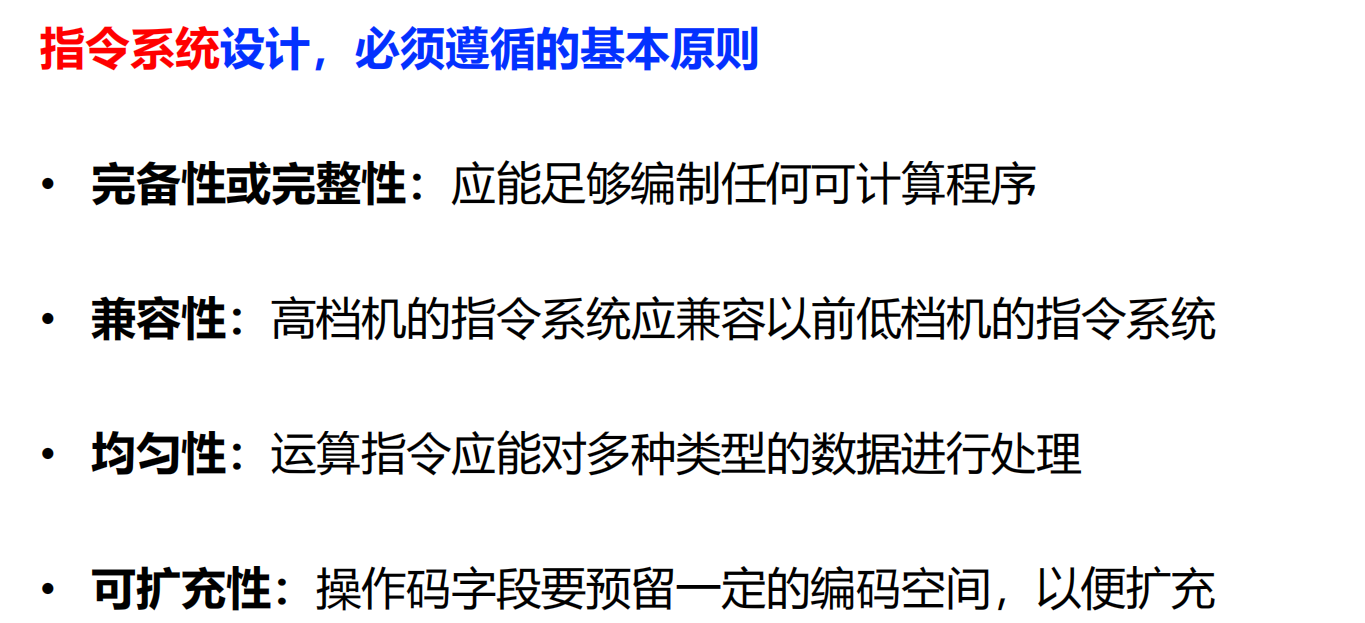 指令系统设计，必须遵循的基本原则
• 完备性或完整性：应能足够编制任何可计算程序
• 兼容性：高档机的指令系统应兼容以前低档机的指令系统
• 均匀性：运算指令应能对多种类型的数据进行处理
• 可扩充性：操作码字段要预留一定的编码空间，以便扩充